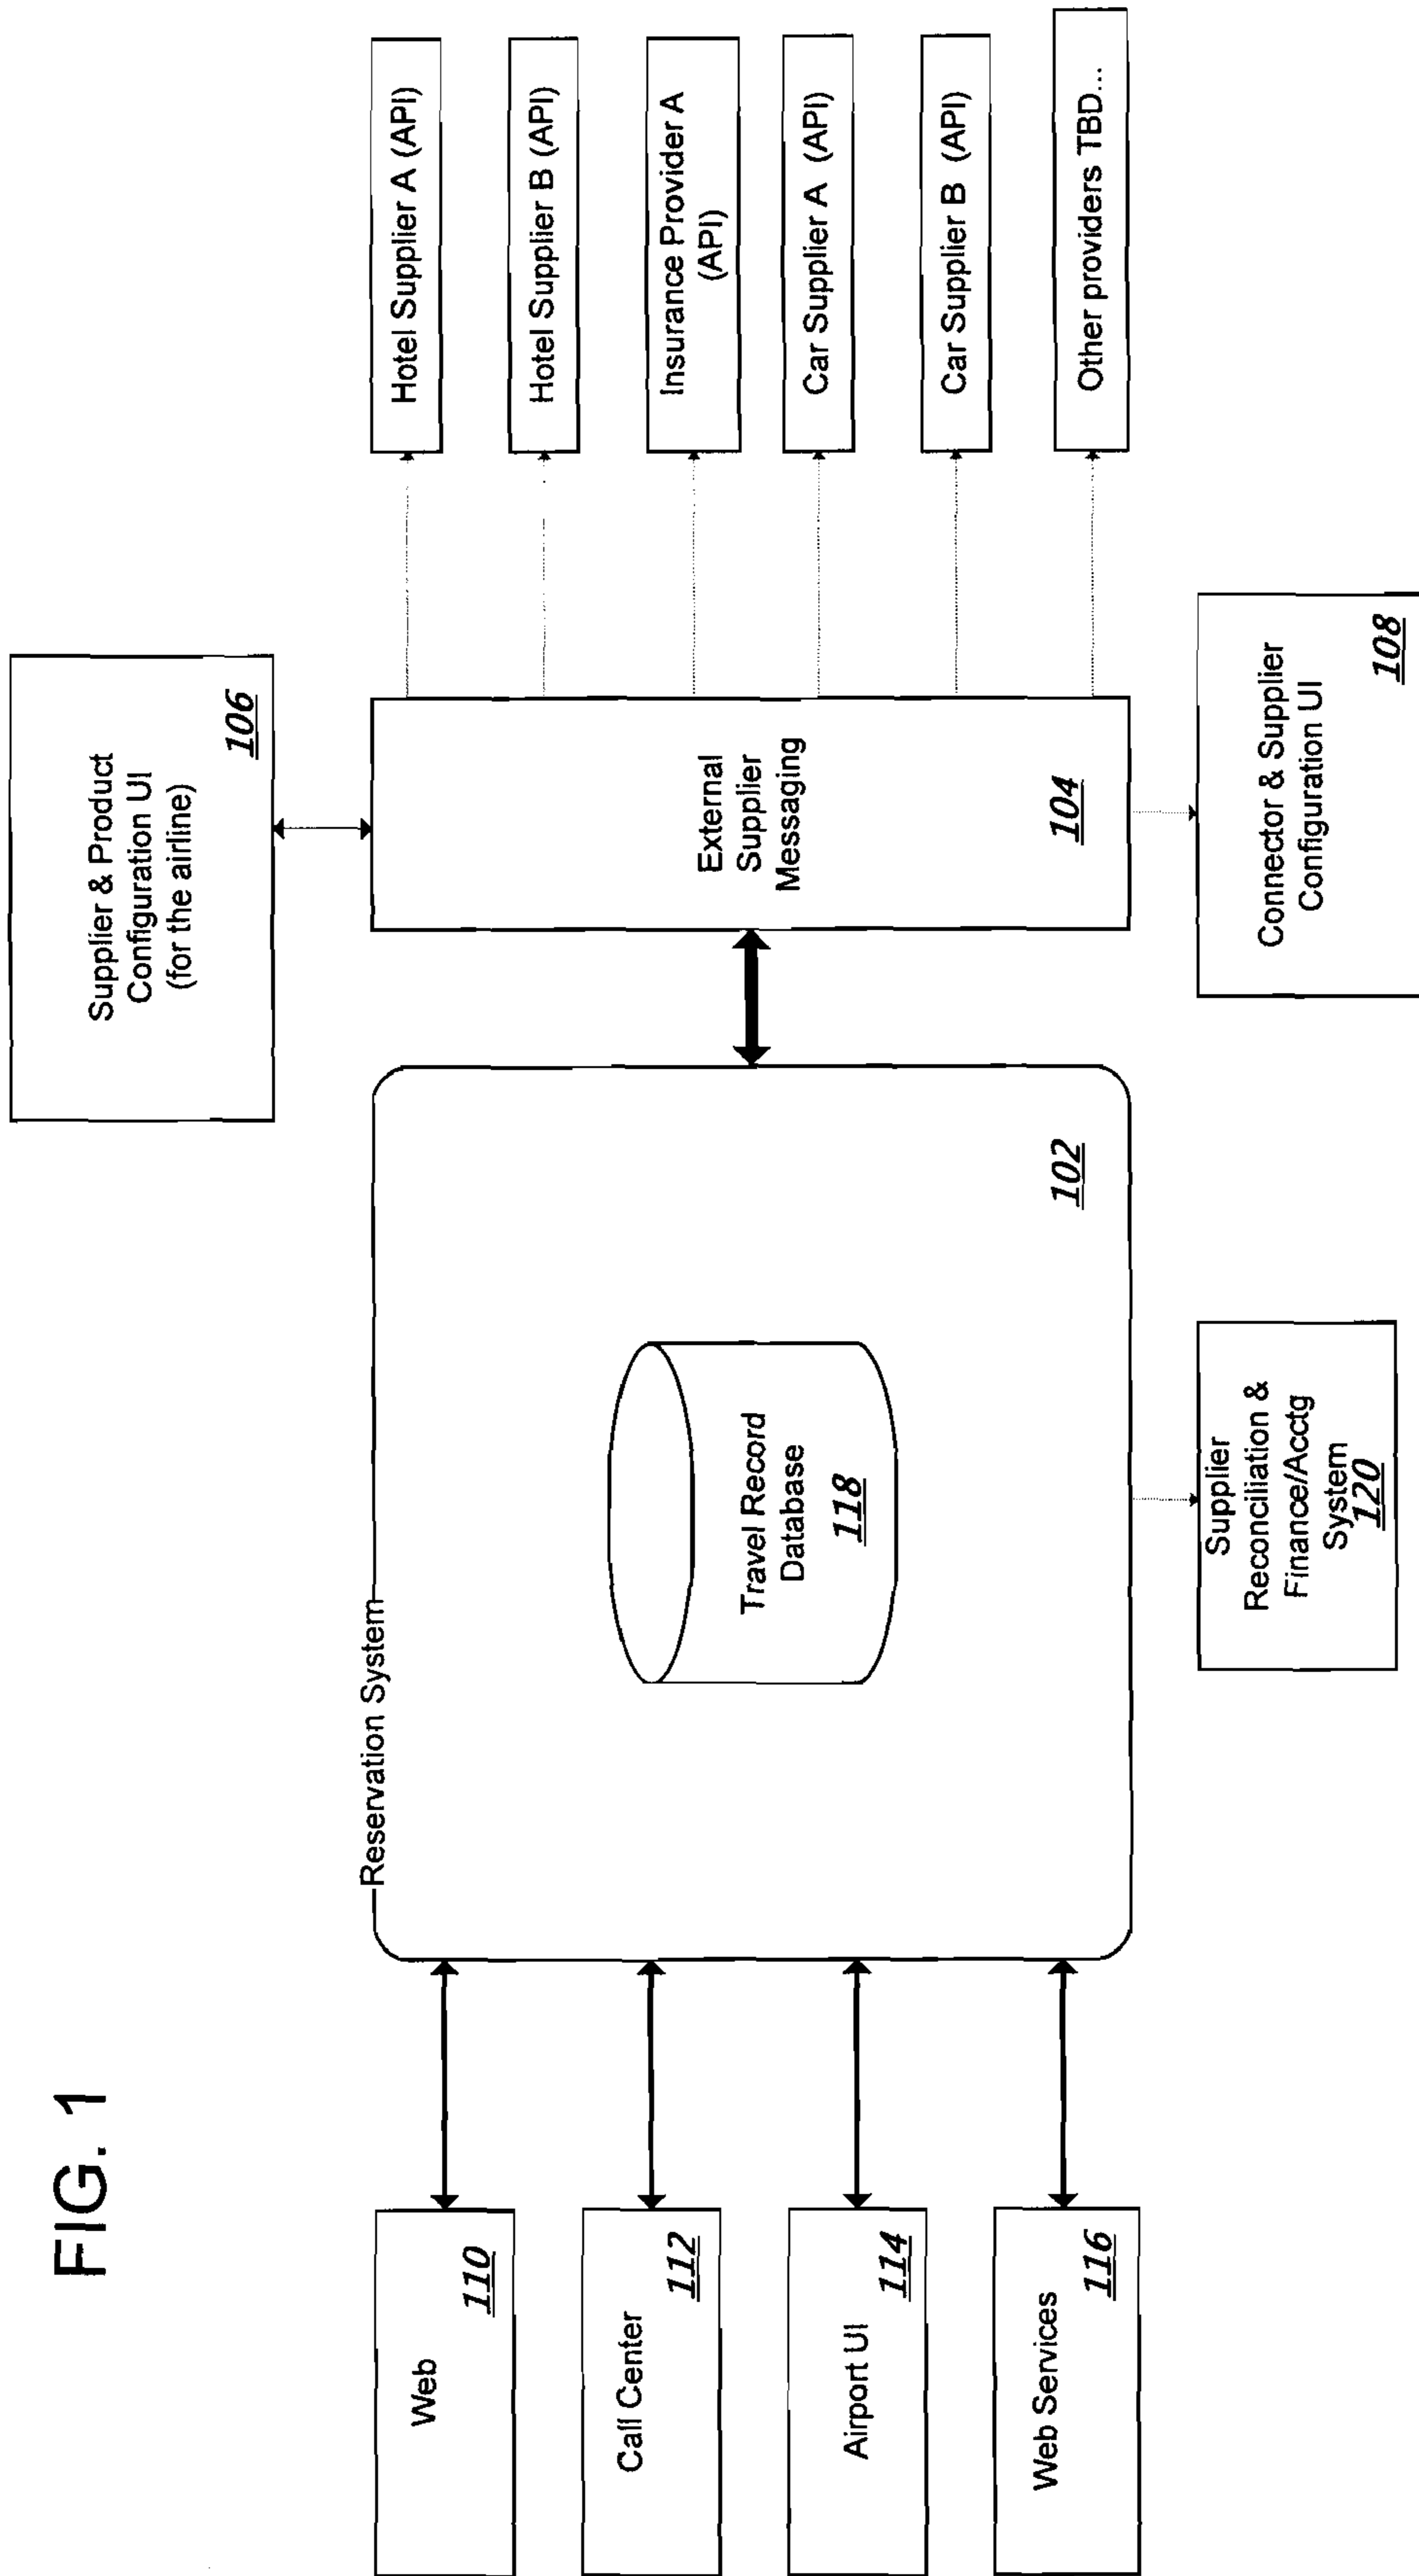 FIG. 1
Web
110
Call Center
112
Airport UI
114
Web Services
116
Reservation System
Travel Record
Database
118
102
Supplier
Reconciliation &
Finance/Acctg
System
120
Supplier & Product
Configuration UI
(for the airline)
106
External
Supplier
Messaging
104
Connector & Supplier
Configuration UI
108
Hotel Supplier A (API)
Hotel Supplier B (API)
Insurance Provider A
(API)
Car Supplier A (API)
Car Supplier B (API)
Other providers TBD...